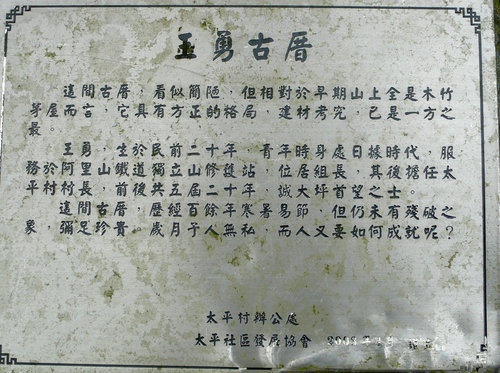 王勇古厝
這間古厝，看似簡陋，但相對於早期山上全是木竹
茅屋而言，它具有方正的格局，建材考究，已是一方之
最。
王勇，生於民前二十年，青年時身處日據時代，服
務於阿里山鐵道獨立山修築站，年位居組長，其後擔任太
平村村長，前後共五屆二十年，誠大坪首望之士。
這間古厝，歷經百餘年寒暑易節，但仍未有殘破之
象，彌足珍貴。歲月予人無私，而人又要如何成就呢？
太平村辦公處
太平社區發展協會